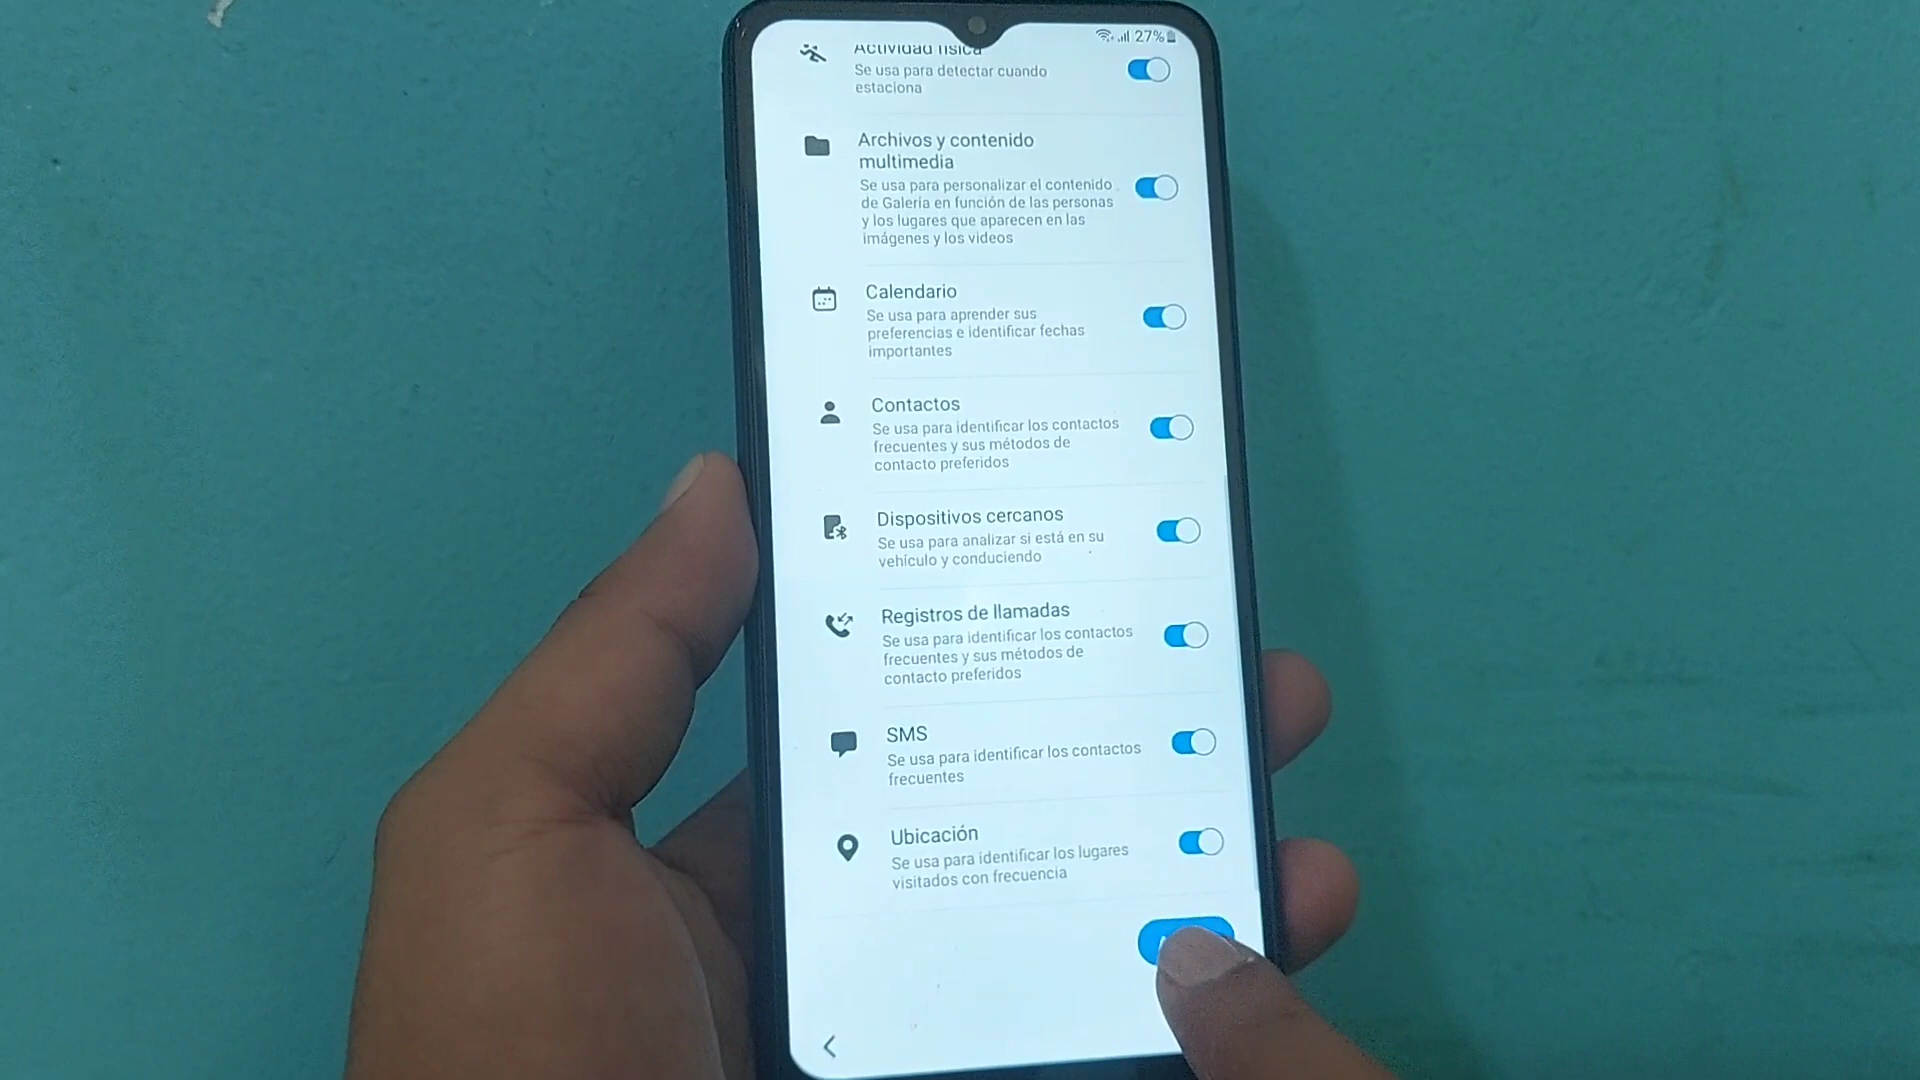 27%
Actividad física
Se usa para detectar cuando
estaciona
Archivos y contenido
multimedia
Se usa para personalizar el contenido
de Galería en función de las personas
y los lugares que aparecen en las
imágenes y los videos
Calendario
Se usa para aprender sus
preferencias e identificar fechas
importantes
Contactos
Se usa para identificar los contactos
frecuentes y sus métodos de
contacto preferidos
Dispositivos cercanos
Se usa para analizar si está en su
vehículo y conduciendo
Registros de llamadas
Se usa para identificar los contactos
frecuentes y sus métodos de
contacto preferidos
SMS
Se usa para identificar los contactos
frecuentes
Ubicación
Se usa para identificar los lugares
visitados con frecuencia